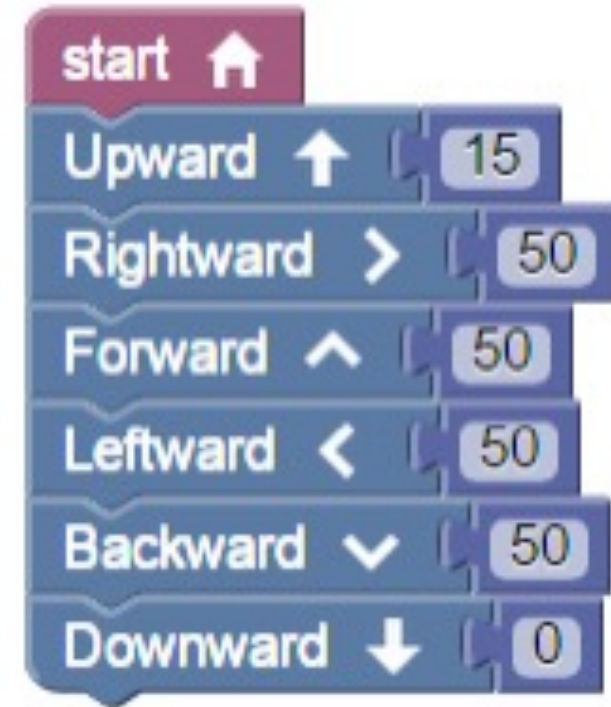 start
Upward 15
Rightward 50
Forward 50
Leftward 50
Backward 50
Downward 0